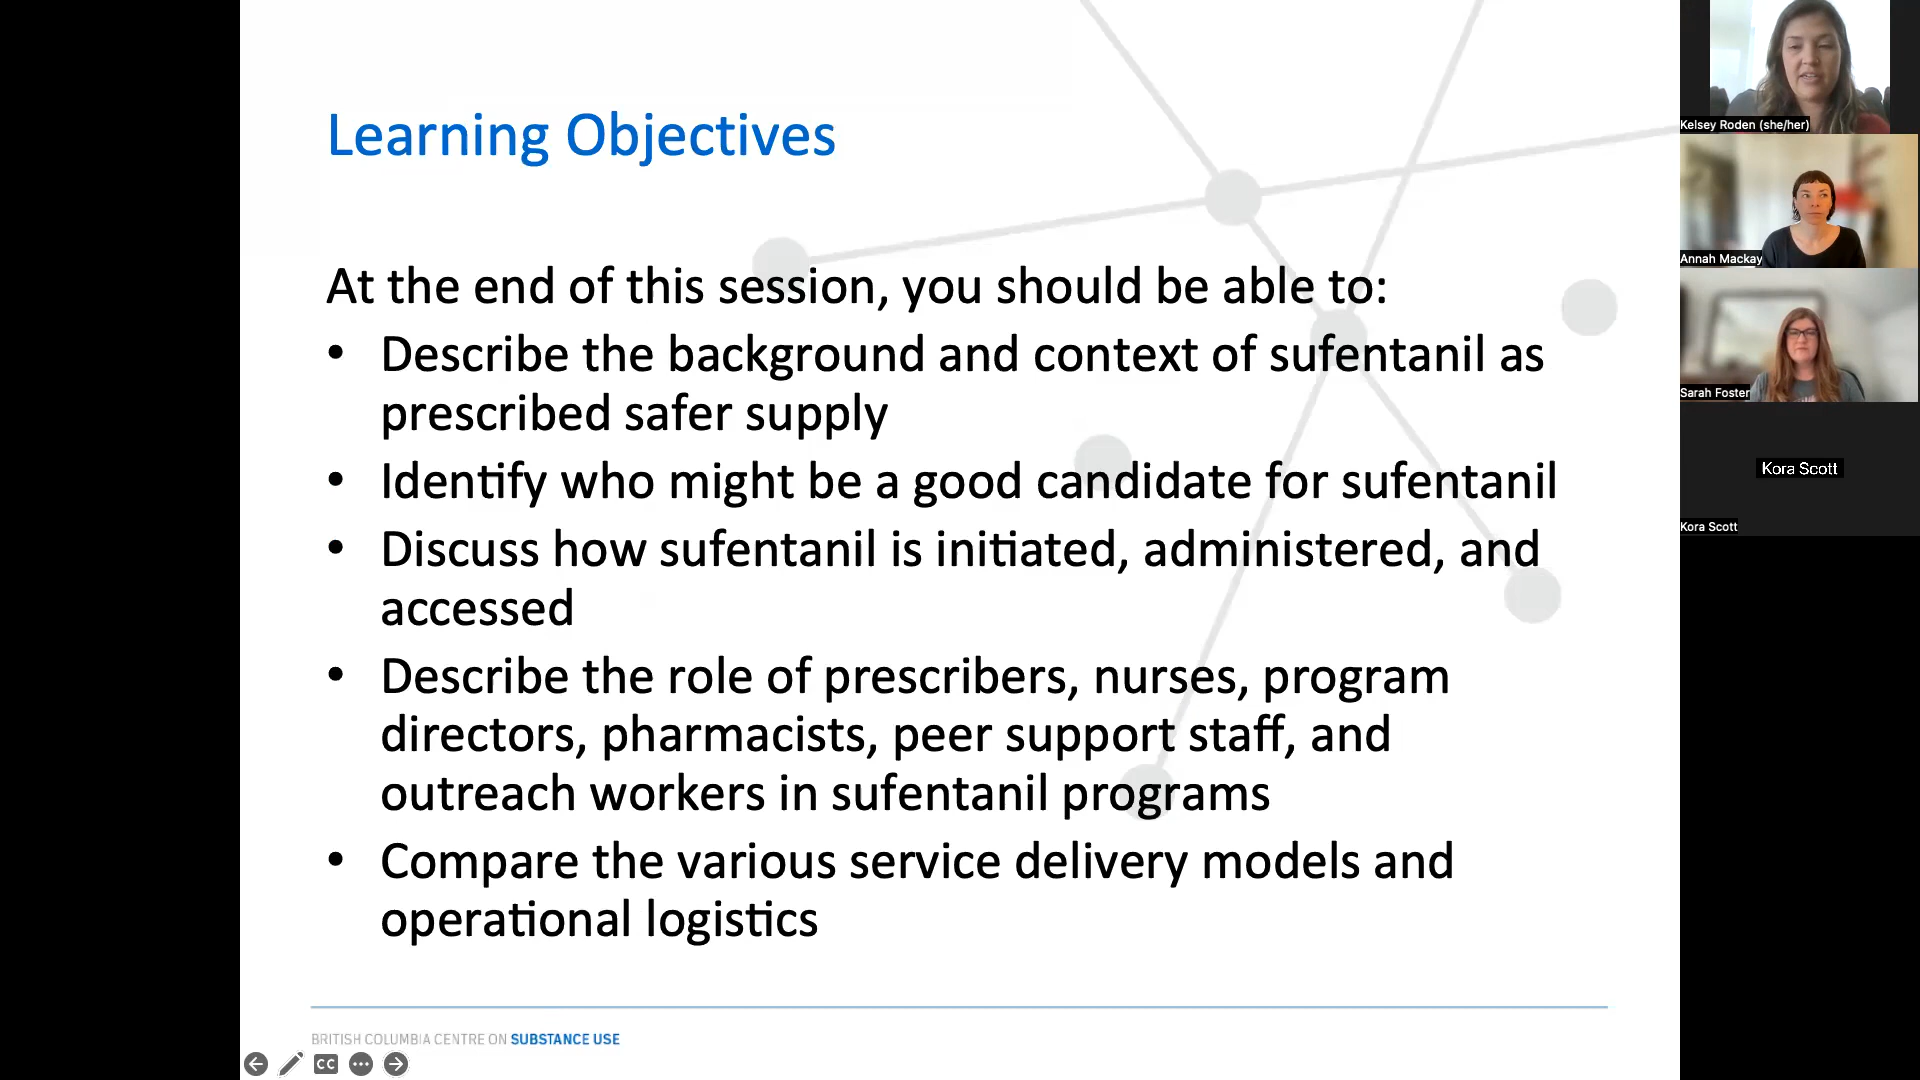 Learning Objectives
At the end of this session, you should be able to:
• Describe the background and context of sufentanil as
prescribed safer supply
• Identify who might be a good candidate for sufentanil
• Discuss how sufentanil is initiated, administered, and
accessed
• Describe the role of prescribers, nurses, program
directors, pharmacists, peer support staff, and
outreach workers in sufentanil programs
• Compare the various service delivery models and
operational logistics
BRITISH COLUMBIA CENTRE ON SUBSTANCE USE
CC
Kelsey Roden (she/her)
Annah Mackay
Sarah Foster
Kora Scott
Kora Scott